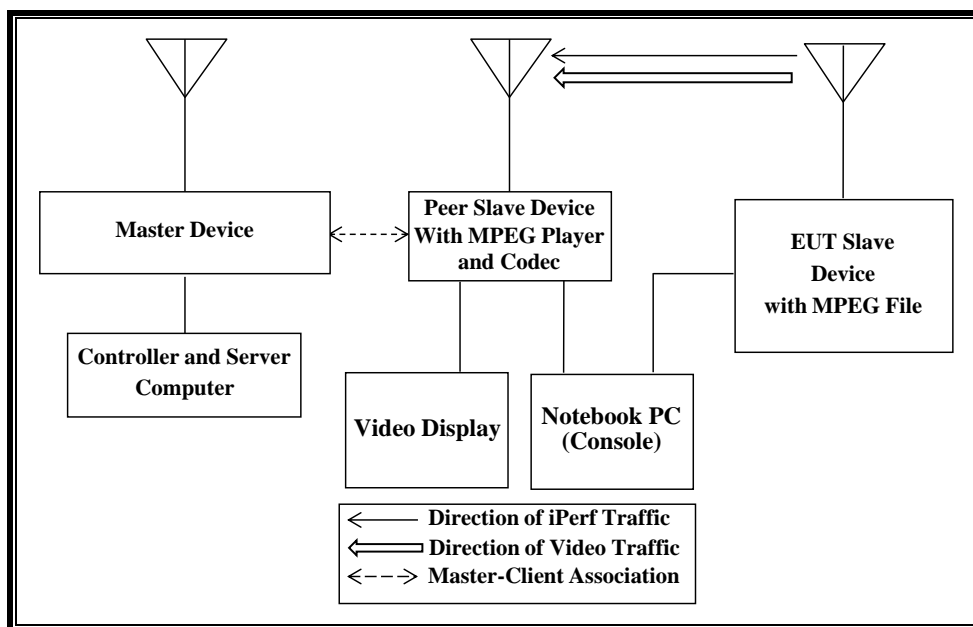 Master Device
Peer Slave Device
With MPEG Player
and Codec
EUT Slave
Device
with MPEG File
Controller and Server
Computer
Video Display
Notebook PC
(Console)
Direction of iPerf Traffic
Direction of Video Traffic
Master-Client Association